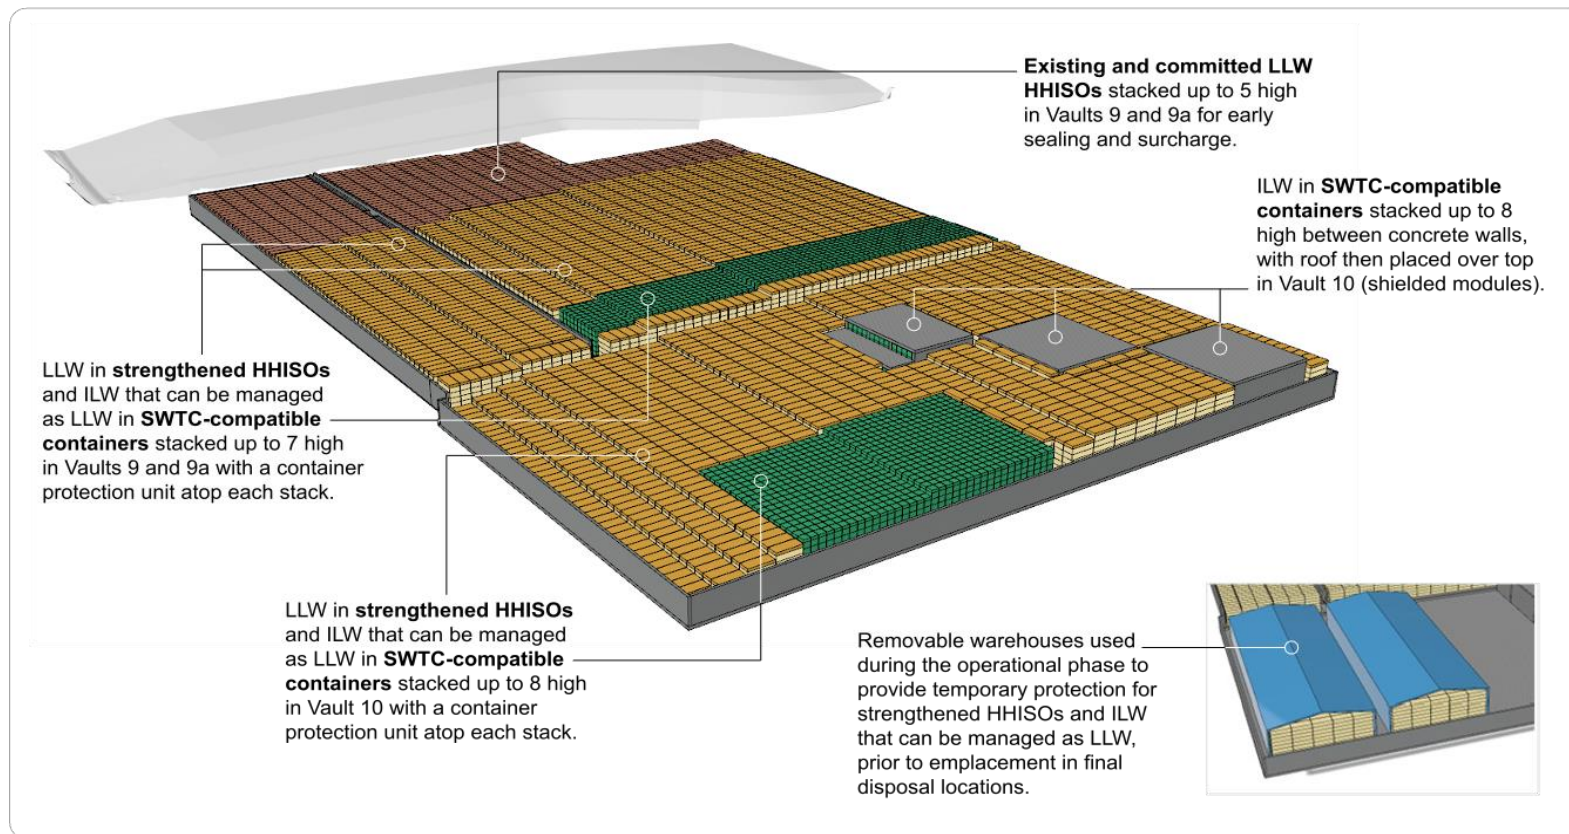 Existing and committed LLW
HHISOs stacked up to 5 high
in Vaults 9 and 9a for early
sealing and surcharge.
ILW in SWTC-compatible
containers stacked up to 8
high between concrete walls,
with roof then placed over top
in Vault 10 (shielded modules).
LLW in strengthened HHISOs
and ILW that can be managed
as LLW in SWTC-compatible
containers stacked up to 7 high
in Vaults 9 and 9a with a container
protection unit atop each stack.
LLW in strengthened HHISOs
and ILW that can be managed
as LLW in SWTC-compatible
containers stacked up to 8 high
in Vault 10 with a container
protection unit atop each stack.
Removable warehouses used
during the operational phase to
provide temporary protection for
strengthened HHISOs and ILW
that can be managed as LLW,
prior to emplacement in final
disposal locations.